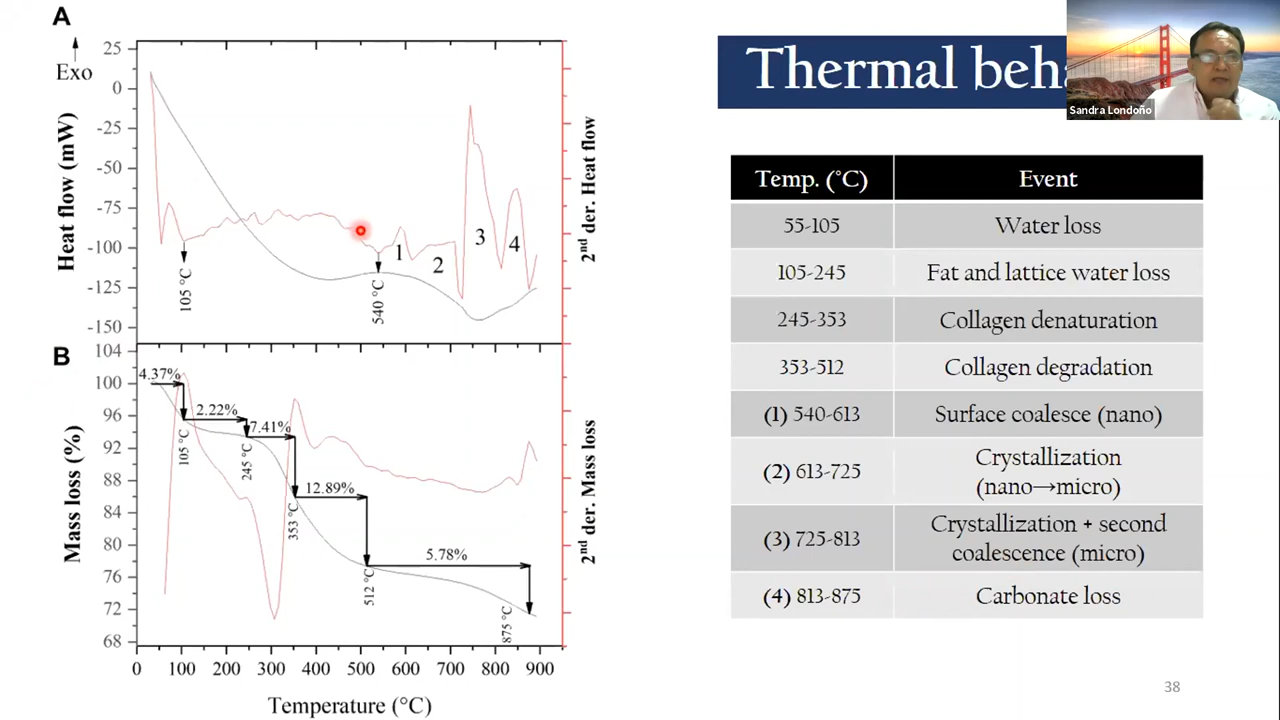 A
Exo
25
0
-25
-50
-75
-100
-125
-150
Heat flow (mW)
105 °C
540 °C
1
2
3
4
2nd der. Heat flow
B
104
100
96
92
88
84
80
76
72
68
Mass loss (%)
4.37%
2.22%
7.41%
12.89%
5.78%
105 °C
245 °C
353 °C
512 °C
875 °C
2nd der. Mass loss
0 100 200 300 400 500 600 700 800 900
Temperature (°C)
Thermal beha
Sandra Londoño
Temp. (°C) Event
55-105 Water loss
105-245 Fat and lattice water loss
245-353 Collagen denaturation
353-512 Collagen degradation
(1) 540-613 Surface coalesce (nano)
(2) 613-725 Crystallization
(nano→micro)
(3) 725-813 Crystallization + second
coalescence (micro)
(4) 813-875 Carbonate loss
38